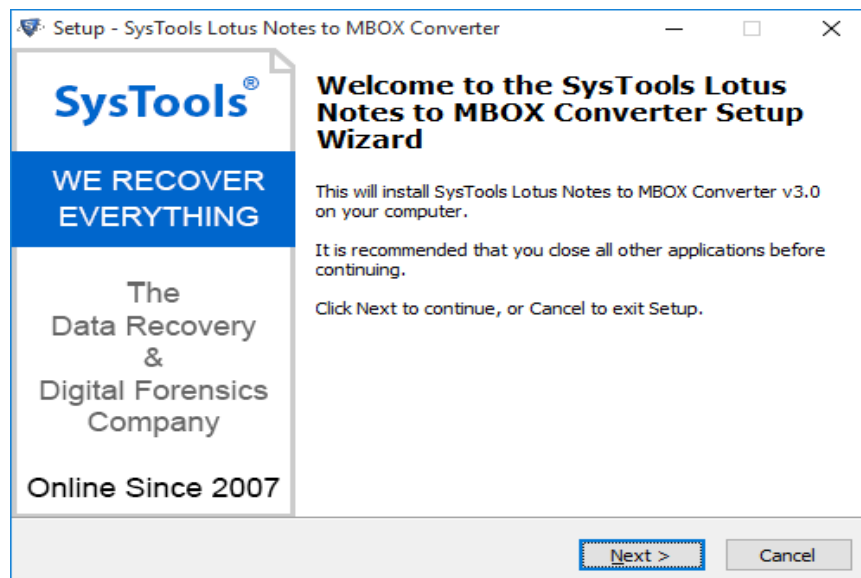 Setup - SysTools Lotus Notes to MBOX Converter
SysTools®
WE RECOVER
EVERYTHING
The
Data Recovery
&
Digital Forensics
Company
Online Since 2007
Welcome to the SysTools Lotus
Notes to MBOX Converter Setup
Wizard
This will install SysTools Lotus Notes to MBOX Converter v3.0
on your computer.
It is recommended that you close all other applications before
continuing.
Click Next to continue, or Cancel to exit Setup.
Next >
Cancel